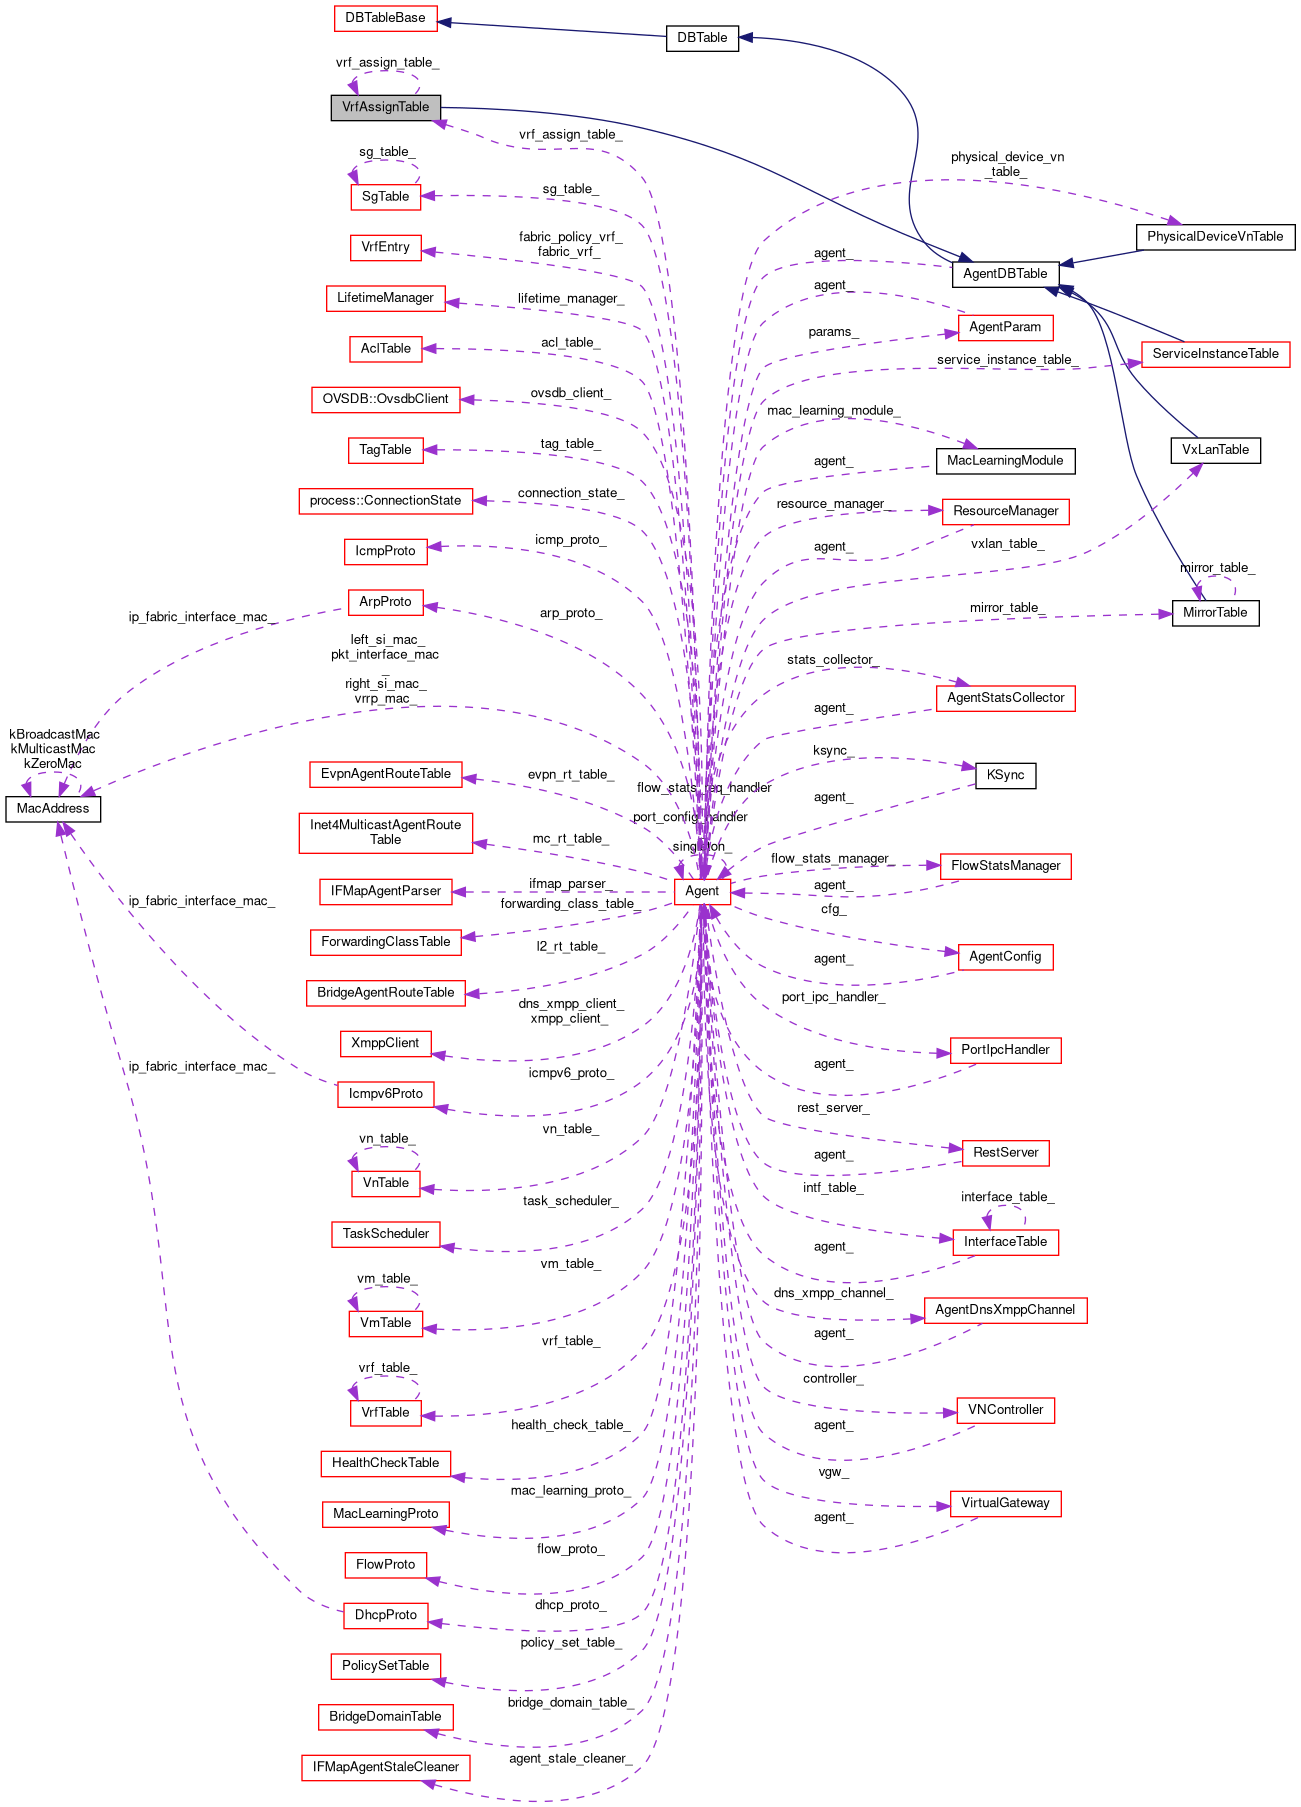 DBTableBase
DBTable
vrf_assign_table_
VrfAssignTable
vrf_assign_table_
sg_table_
physical_device_vn
_table_
SgTable
sg_table_
VrfEntry
fabric_policy_vrf_
fabric_vrf_
PhysicalDeviceVnTable
agent_
AgentDBTable
LifetimeManager
lifetime_manager_
agent_
AgentParam
params_
AclTable
acl_table_
service_instance_table_
ServiceInstanceTable
OVSDB::OvsdbClient
ovsdb_client_
mac_learning_module_
TagTable
tag_table_
agent_
MacLearningModule
VxLanTable
process::ConnectionState
connection_state_
resource_manager_
ResourceManager
IcmpProto
icmp_proto_
agent_
vxlan_table_
mirror_table_
ArpProto
ip_fabric_interface_mac_
arp_proto_
mirror_table_
MirrorTable
left_si_mac_
pkt_interface_mac
_
right_si_mac_
vrrp_mac_
stats_collector_
AgentStatsCollector
agent_
kBroadcastMac
kMulticastMac
kZeroMac
MacAddress
EvpnAgentRouteTable
evpn_rt_table_
ksync_
KSync
agent_
flow_stats_req_handler
port_config_handler
singleton_
Inet4MulticastAgentRoute
Table
mc_rt_table_
flow_stats_manager_
FlowStatsManager
agent_
IFMapAgentParser
ifmap_parser_
Agent
ip_fabric_interface_mac_
forwarding_class_table_
cfg_
ForwardingClassTable
l2_rt_table_
agent_
AgentConfig
BridgeAgentRouteTable
dns_xmpp_client_
xmpp_client_
port_ipc_handler_
XmppClient
PortIpcHandler
ip_fabric_interface_mac_
icmpv6_proto_
agent_
Icmpv6Proto
rest_server_
vn_table_
vn_table_
agent_
RestServer
VnTable
task_scheduler_
intf_table_
interface_table_
TaskScheduler
InterfaceTable
agent_
vm_table_
vm_table_
dns_xmpp_channel_
AgentDnsXmppChannel
VmTable
vrf_table_
agent_
vrf_table_
controller_
VrfTable
VNController
health_check_table_
agent_
HealthCheckTable
mac_learning_proto_
vgw_
VirtualGateway
MacLearningProto
agent_
flow_proto_
FlowProto
dhcp_proto_
DhcpProto
policy_set_table_
PolicySetTable
bridge_domain_table_
BridgeDomainTable
agent_stale_cleaner_
IFMapAgentStaleCleaner